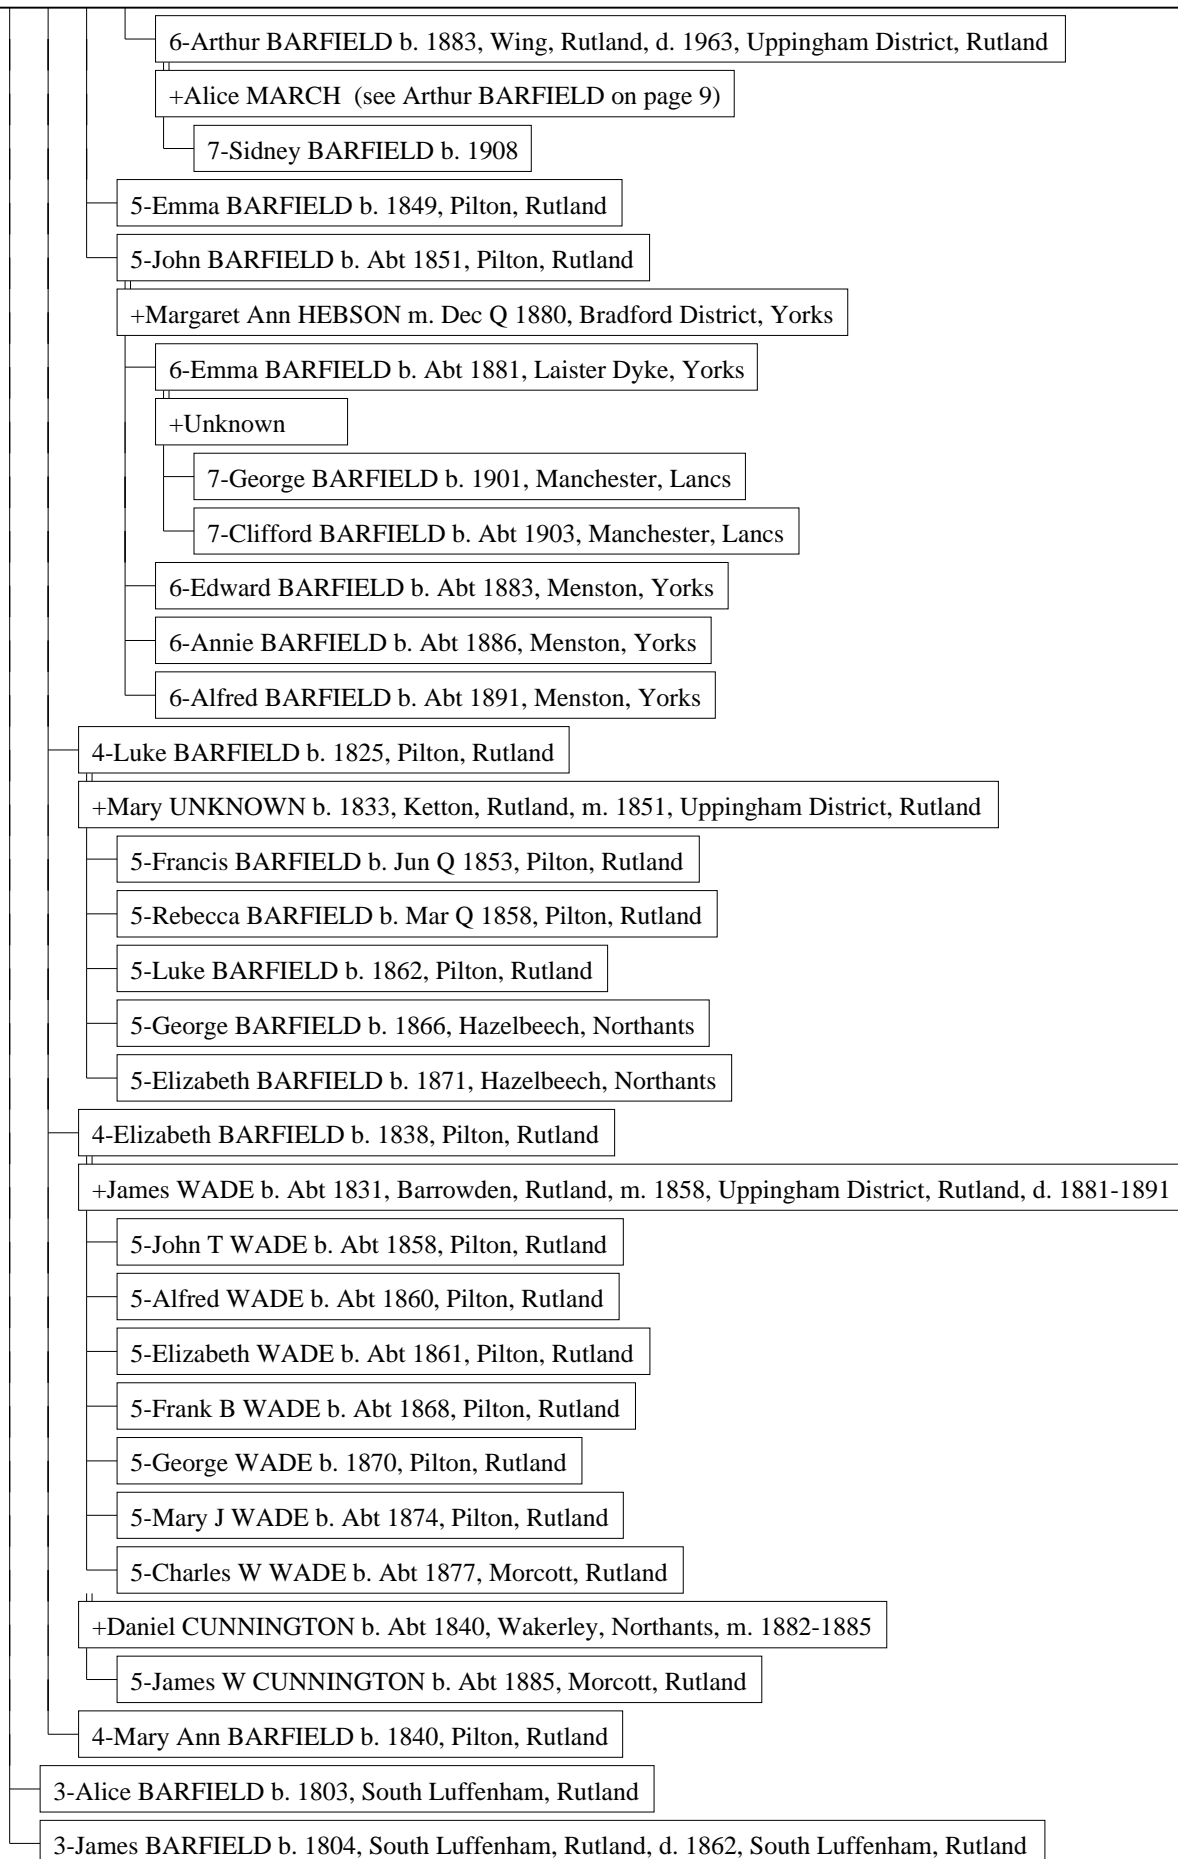 6-Arthur BARFIELD b. 1883, Wing, Rutland, d. 1963, Uppingham District, Rutland
+Alice MARCH (see Arthur BARFIELD on page 9)
7-Sidney BARFIELD b. 1908
5-Emma BARFIELD b. 1849, Pilton, Rutland
5-John BARFIELD b. Abt 1851, Pilton, Rutland
+Margaret Ann HEBSON m. Dec Q 1880, Bradford District, Yorks
6-Emma BARFIELD b. Abt 1881, Laister Dyke, Yorks
+Unknown
7-George BARFIELD b. 1901, Manchester, Lancs
7-Clifford BARFIELD b. Abt 1903, Manchester, Lancs
6-Edward BARFIELD b. Abt 1883, Menston, Yorks
6-Annie BARFIELD b. Abt 1886, Menston, Yorks
6-Alfred BARFIELD b. Abt 1891, Menston, Yorks
4-Luke BARFIELD b. 1825, Pilton, Rutland
+Mary UNKNOWN b. 1833, Ketton, Rutland, m. 1851, Uppingham District, Rutland
5-Francis BARFIELD b. Jun Q 1853, Pilton, Rutland
5-Rebecca BARFIELD b. Mar Q 1858, Pilton, Rutland
5-Luke BARFIELD b. 1862, Pilton, Rutland
5-George BARFIELD b. 1866, Hazelbeech, Northants
5-Elizabeth BARFIELD b. 1871, Hazelbeech, Northants
4-Elizabeth BARFIELD b. 1838, Pilton, Rutland
+James WADE b. Abt 1831, Barrowden, Rutland, m. 1858, Uppingham District, Rutland, d. 1881-1891
5-John T WADE b. Abt 1858, Pilton, Rutland
5-Alfred WADE b. Abt 1860, Pilton, Rutland
5-Elizabeth WADE b. Abt 1861, Pilton, Rutland
5-Frank B WADE b. Abt 1868, Pilton, Rutland
5-George WADE b. 1870, Pilton, Rutland
5-Mary J WADE b. Abt 1874, Pilton, Rutland
5-Charles W WADE b. Abt 1877, Morcott, Rutland
+Daniel CUNNINGTON b. Abt 1840, Wakerley, Northants, m. 1882-1885
5-James W CUNNINGTON b. Abt 1885, Morcott, Rutland
4-Mary Ann BARFIELD b. 1840, Pilton, Rutland
3-Alice BARFIELD b. 1803, South Luffenham, Rutland
3-James BARFIELD b. 1804, South Luffenham, Rutland, d. 1862, South Luffenham, Rutland